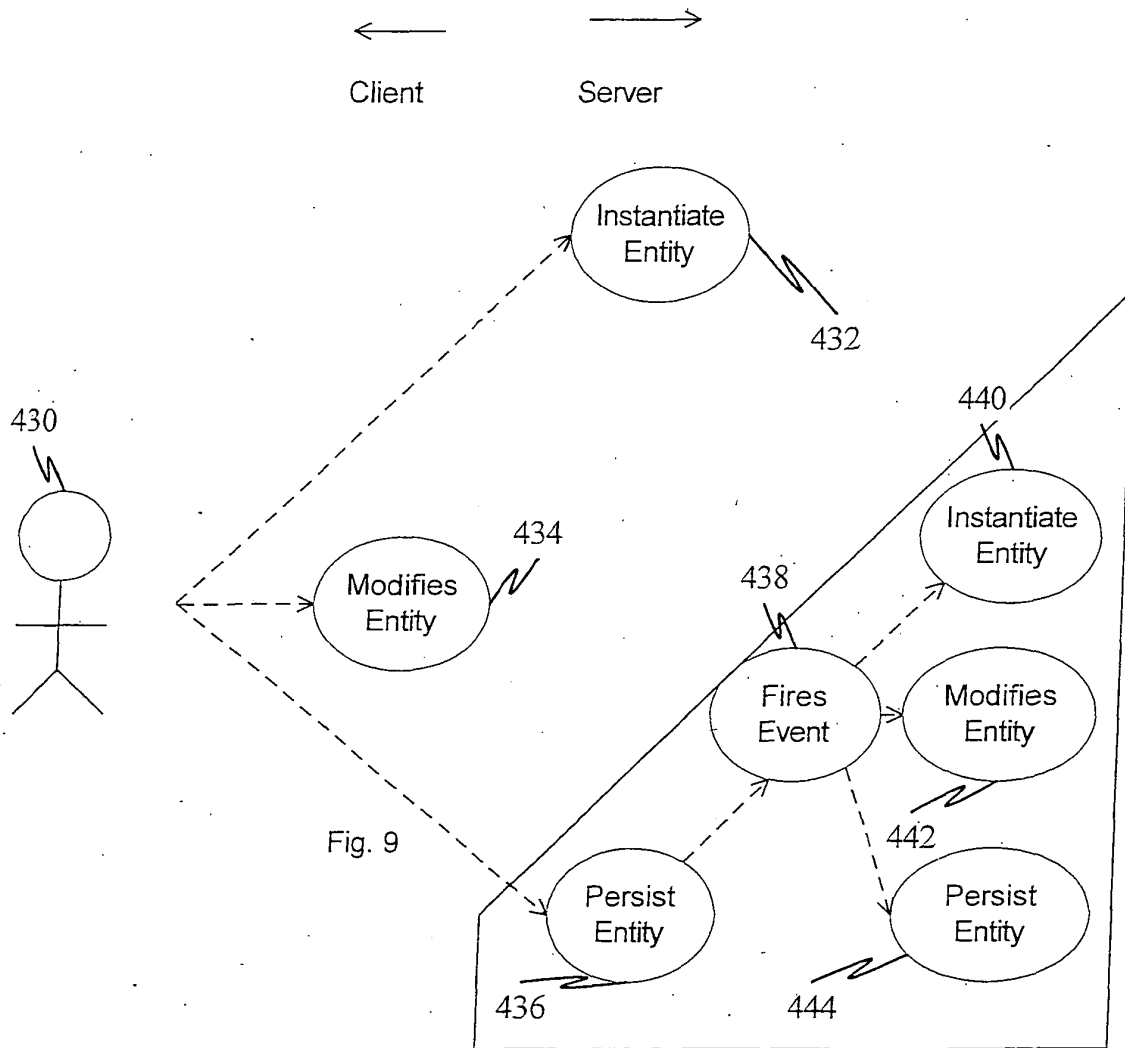 Client
Server
Instantiate
Entity
432
430
440
Instantiate
Entity
434
Modifies
Entity
438
Fires
Event
Modifies
Entity
442
Fig. 9
Persist
Entity
436
Persist
Entity
444